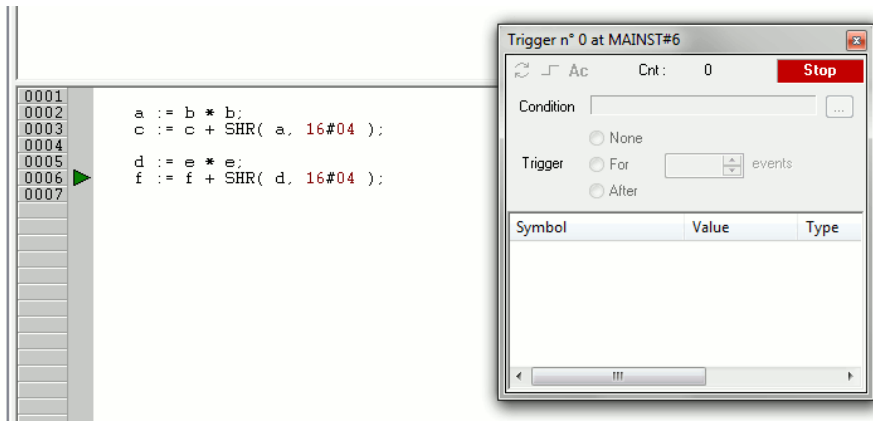 Trigger n° 0 at MAINST#6
Ac Cnt : 0 Stop
Condition ...
None
Trigger For events
After
Symbol Value Type
0001
0002 a := b * b;
0003 c := c + SHR( a, 16#04 );
0004
0005 d := e * e;
0006 f := f + SHR( d, 16#04 );
0007